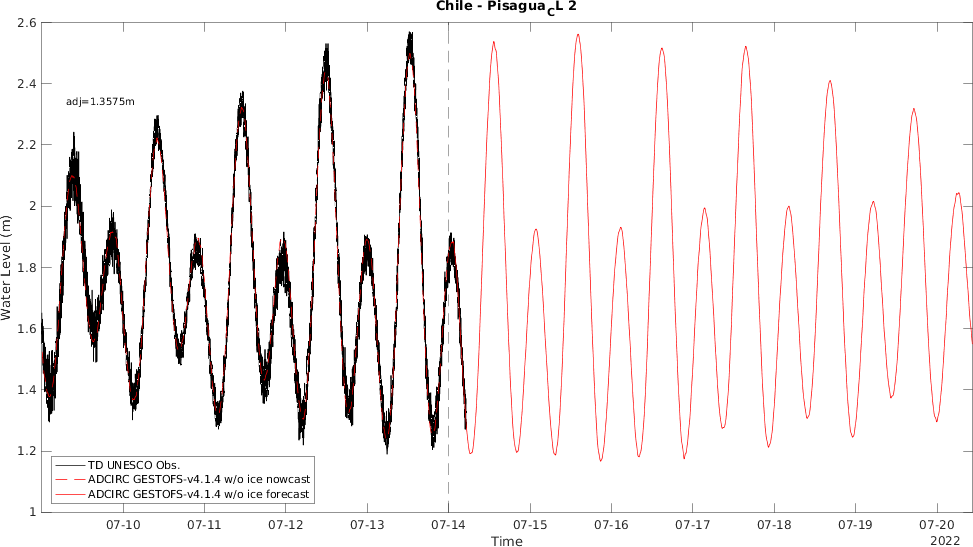 Chile - PisaguaCL 2
2.6
2.4
adj=1.3575m
2.2
2
1.8
1.6
1.4
1.2
1
Water Level (m)
TD UNESCO Obs.
ADCIRC GESTOFS-v4.1.4 w/o ice nowcast
ADCIRC GESTOFS-v4.1.4 w/o ice forecast
07-10 07-11 07-12 07-13 07-14 07-15 07-16 07-17 07-18 07-19 07-20
Time
2022